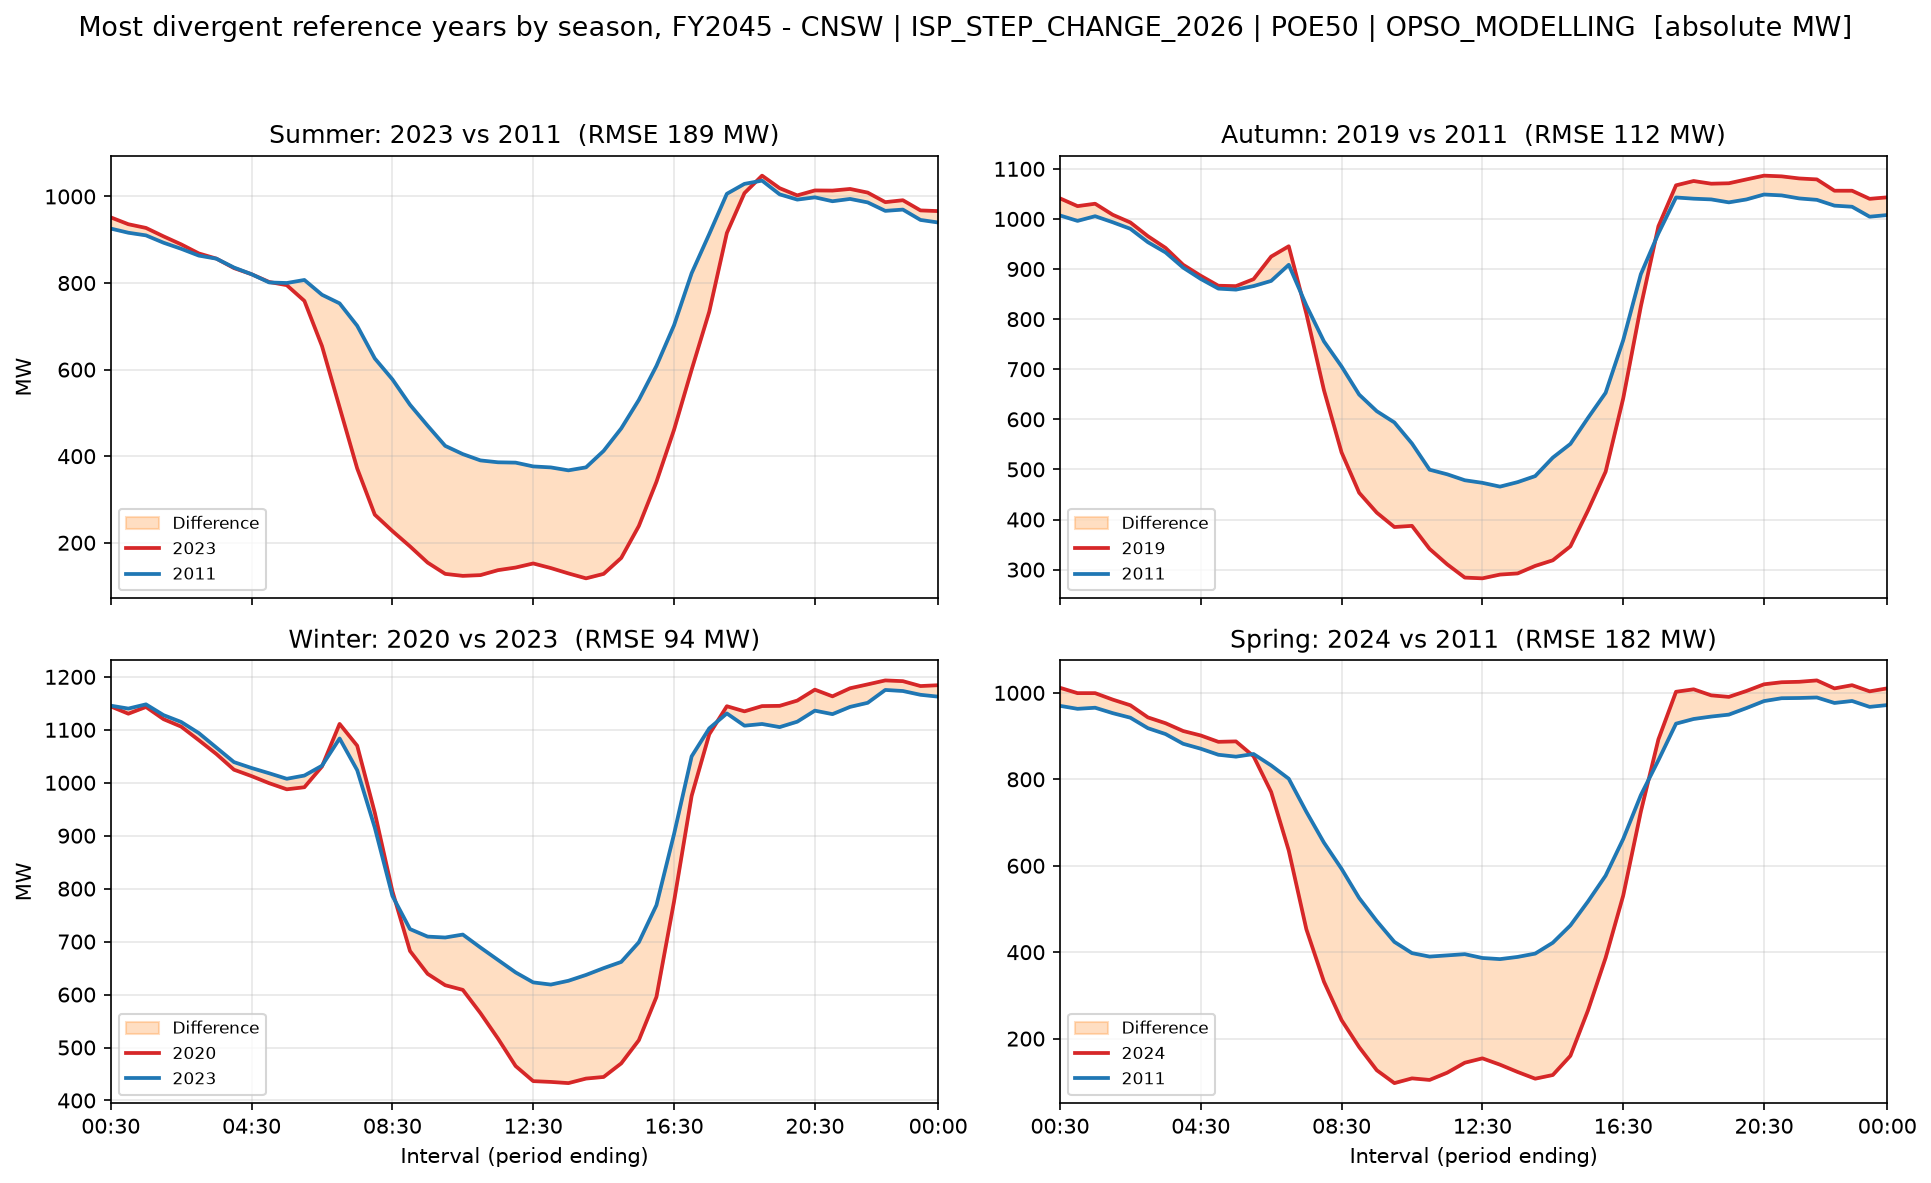 Most divergent reference years by season, FY2045 - CNSW | ISP_STEP_CHANGE_2026 | POE50 | OPSO_MODELLING  [absolute MW]
Summer: 2023 vs 2011  (RMSE 189 MW)
MW
1000
800
600
400
200
Difference
2023
2011
Autumn: 2019 vs 2011  (RMSE 112 MW)
1100
1000
900
800
700
600
500
400
300
Difference
2019
2011
Winter: 2020 vs 2023  (RMSE 94 MW)
MW
1200
1100
1000
900
800
700
600
500
400
Difference
2020
2023
00:30 04:30 08:30 12:30 16:30 20:30 00:00
Interval (period ending)
Spring: 2024 vs 2011  (RMSE 182 MW)
1000
800
600
400
200
Difference
2024
2011
00:30 04:30 08:30 12:30 16:30 20:30 00:00
Interval (period ending)